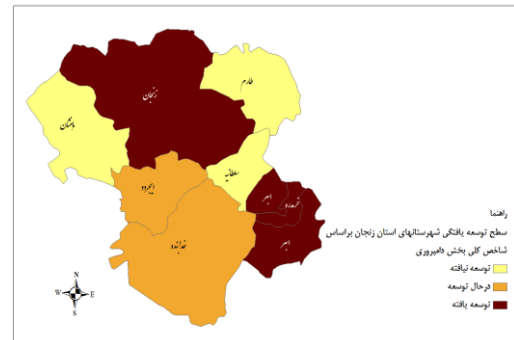 طارم
زنجان
ماهنشان
سلطانیه
ایجرود
ابهر
خرمدره
ابهر
خدابنده
راهنما
سطح توسعه یافتگی شهرستانهای استان زنجان براساس
شاخص کلی بخش دامپروری
توسعه نیافته
درحال توسعه
توسعه یافته
N
W
E
S